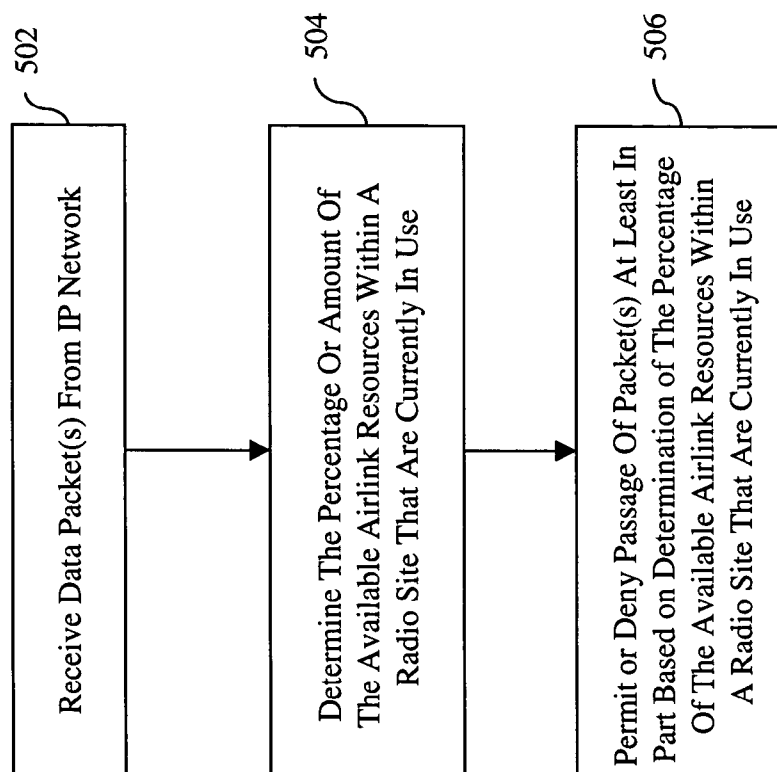 502
Receive Data Packet(s) From IP Network
504
Determine The Percentage Or Amount Of
The Available Airlink Resources Within A
Radio Site That Are Currently In Use
506
Permit or Deny Passage Of Packet(s) At Least In
Part Based on Determination of The Percentage
Of The Available Airlink Resources Within
A Radio Site That Are Currently In Use